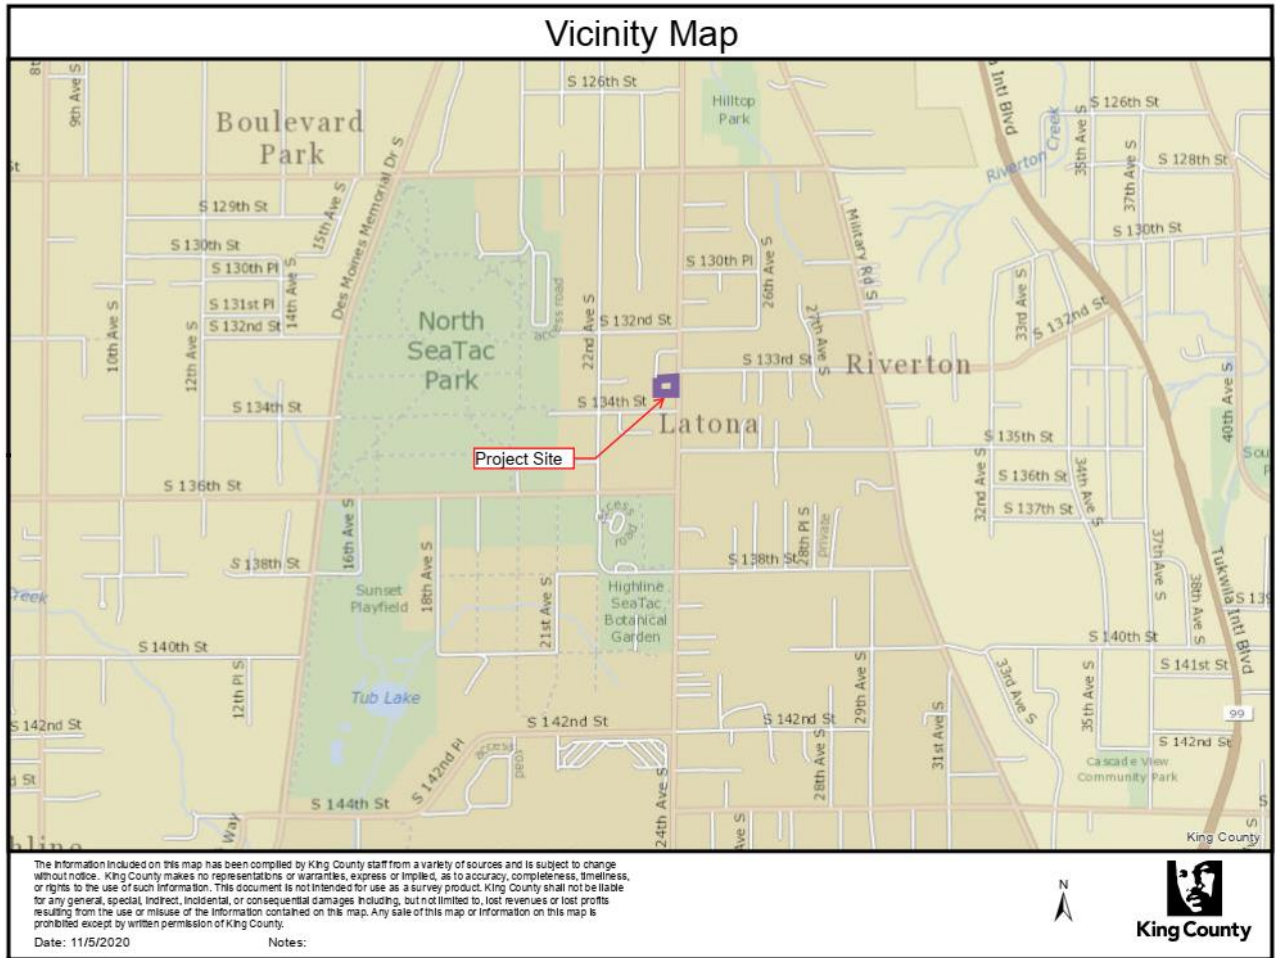 Vicinity Map
S 126th St
Hilltop
Park
9th Ave S
8t
Boulevard
Park
Intl Blvd
S 126th St
Riverton Creek
35th Ave S
37th Ave S
S 128th St
St
Des Moines Memorial Dr S
15th Ave S
S 129th St
S 130th St
S 130th Pl
14th Ave S
S 131st Pl
S 132nd St
10th Ave S
12th Ave S
North
SeaTac
Park
access road
22nd Ave S
S 132nd St
S 130th Pl
26th Ave S
27th Ave S
Military Rd S
S 130th St
33rd Ave S
S 132nd St
S 133rd St
Riverton
S 134th St
S 134th St
Latona
40th Ave S
Project Site
S 135th St
Sou
P
S 136th St
32nd Ave S
S 136th St
34th Ave S
S 137th St
16th Ave S
access
road
28th Pl S
private
S 138th St
18th Ave S
S 138th St
37th Ave S
38th Ave S
Tukwila Intl Blvd
Creek
Sunset
Playfield
21st Ave S
Highline
SeaTac
Botanical
Garden
S 139
S 140th St
S 140th St
12th Pl S
Tub Lake
29th Ave S
33rd Ave S
35th Ave S
S 141st St
S 142nd St
S 142nd St
S 142nd St
31st Ave S
99
S 142nd St
S 142nd Pl
access
road
28th Ave S
Cascade View
Community Park
d St
S 144th St
Way
24th Ave S
Ave S
S
Ave S
hline
King County
The information included on this map has been compiled by King County staff from a variety of sources and is subject to change
without notice. King County makes no representations or warranties, express or implied, as to accuracy, completeness, timeliness,
or rights to the use of such information. This document is not intended for use as a survey product. King County shall not be liable
for any general, special, indirect, incidental, or consequential damages including, but not limited to, lost revenues or lost profits
resulting from the use or misuse of the information contained on this map. Any sale of this map or information on this map is
prohibited except by written permission of King County.
Date: 11/5/2020 Notes:
N
King County